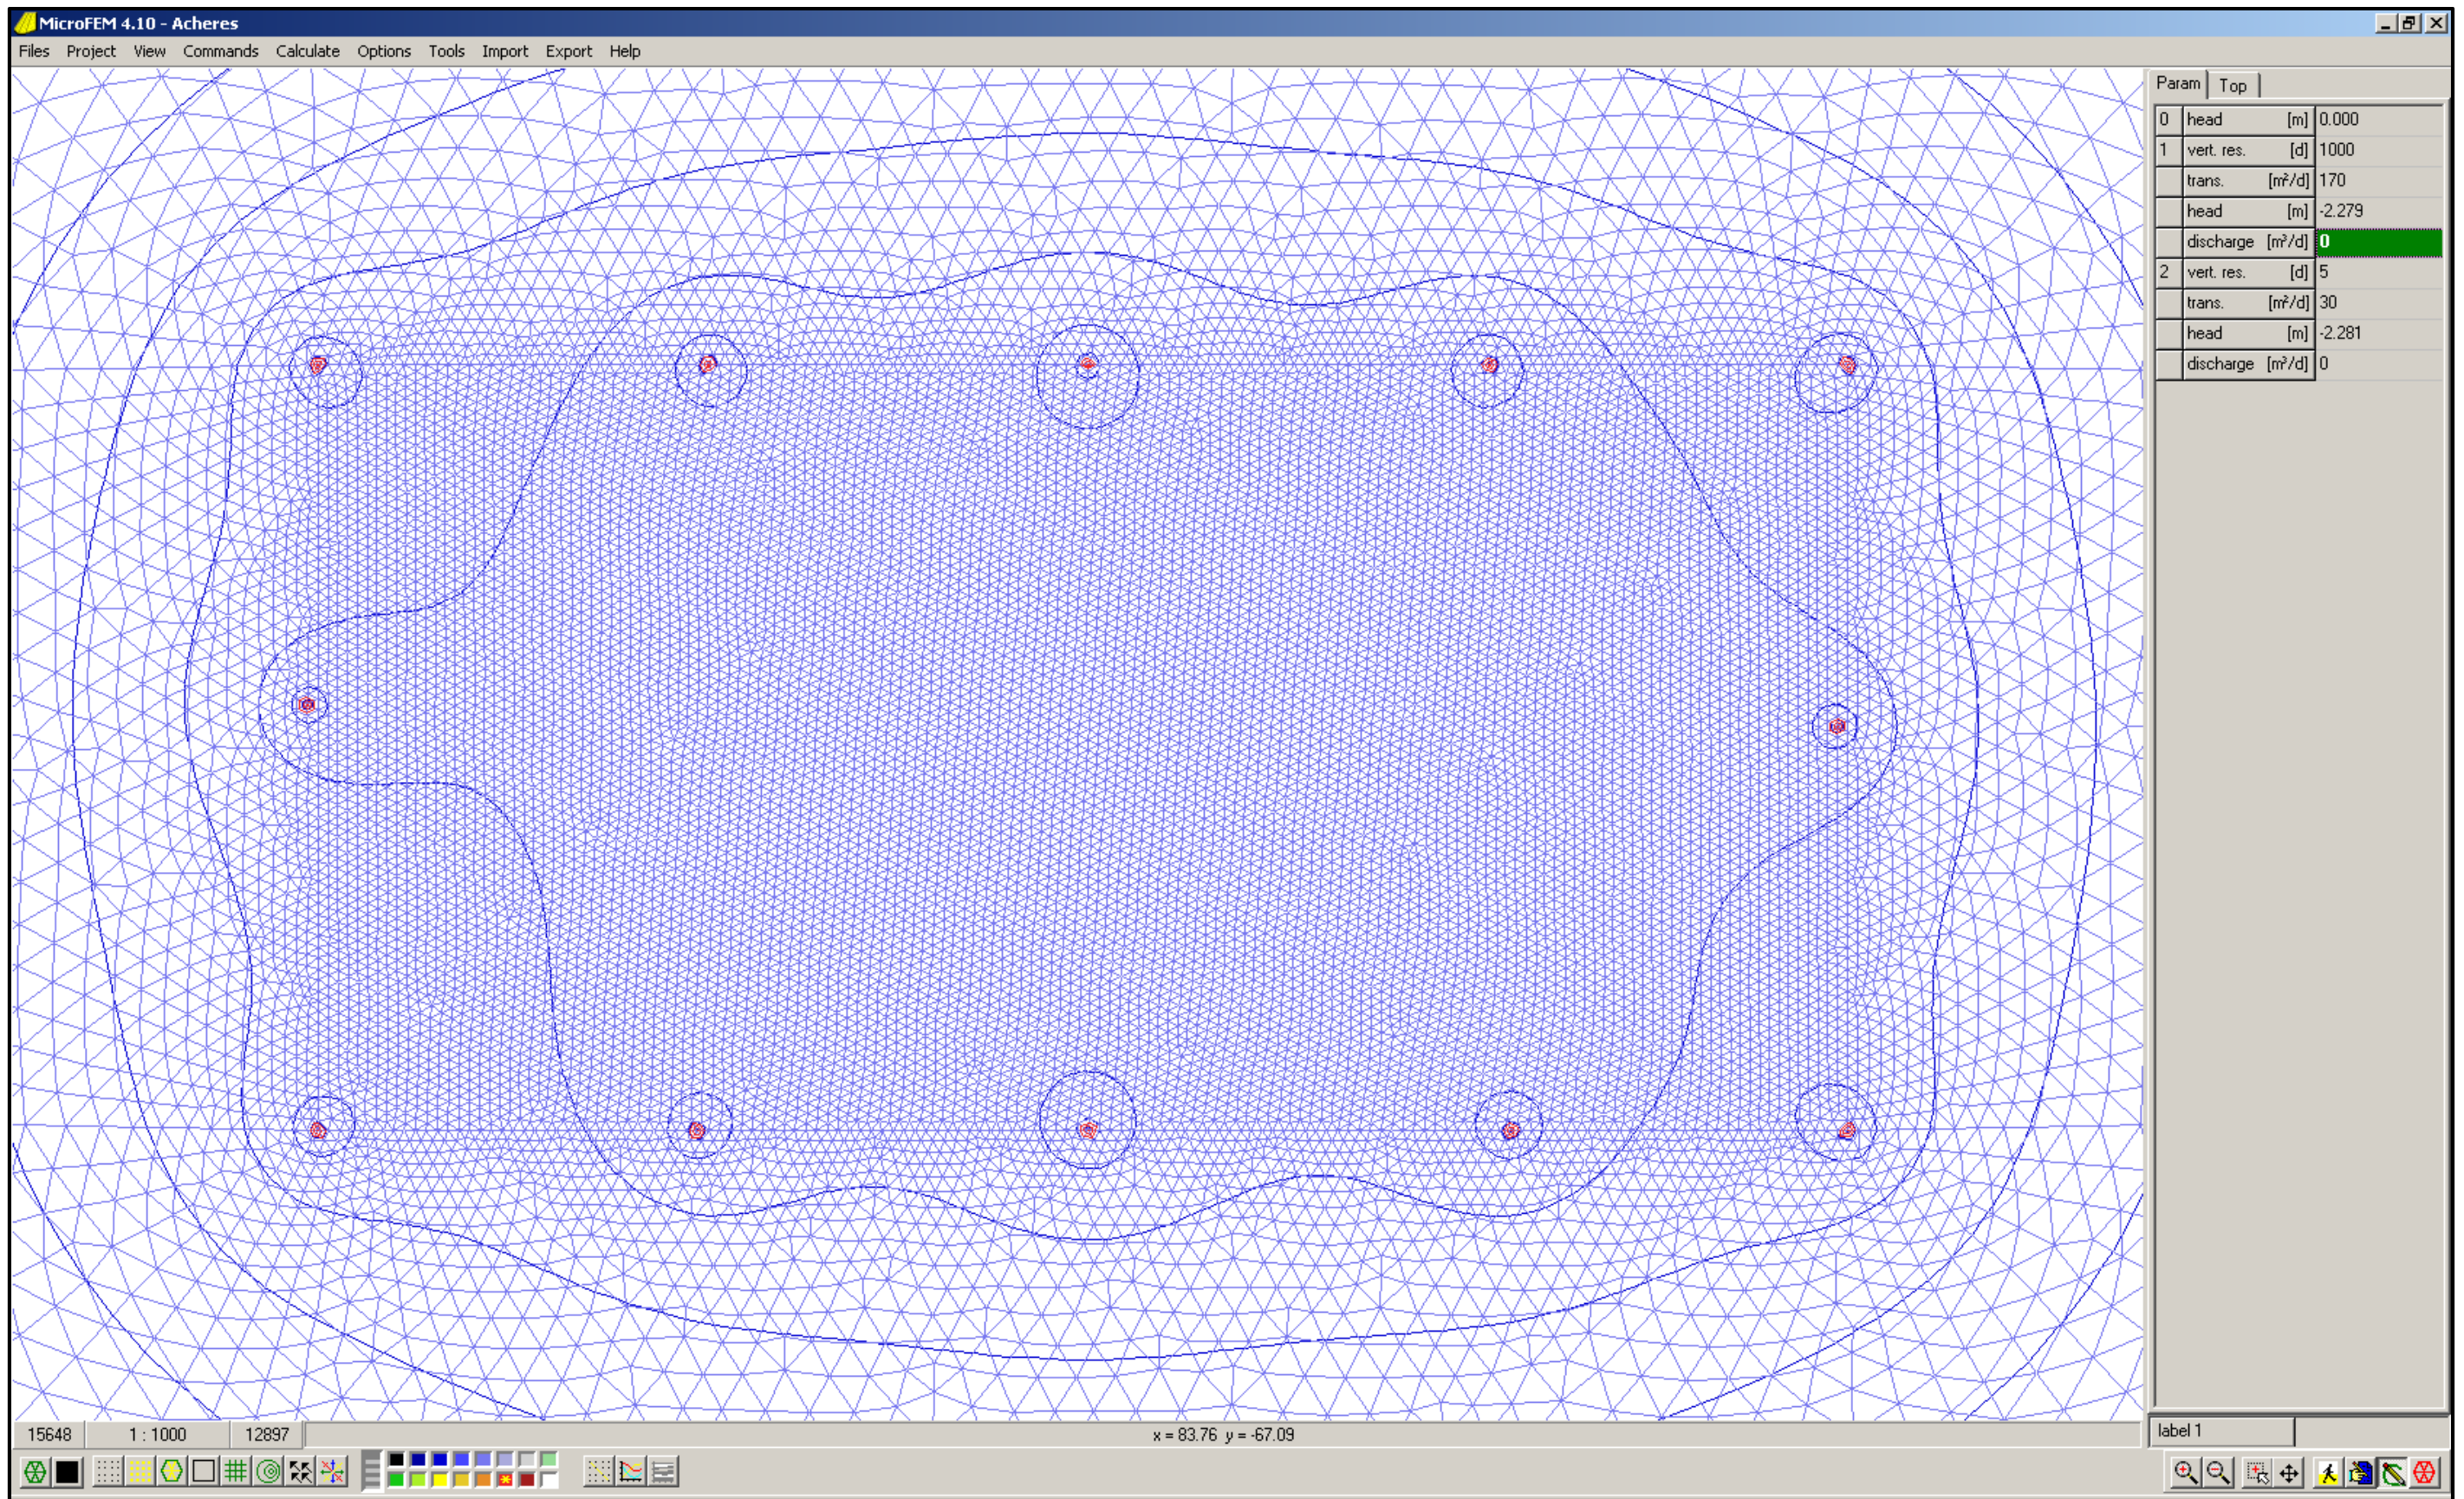 MicroFEM 4.10 - Acheres
Files Project View Commands Calculate Options Tools Import Export Help
Param Top
0 head [m] 0.000
1 vert. res. [d] 1000
trans. [m²/d] 170
head [m] -2.279
discharge [m³/d] 0
2 vert. res. [d] 5
trans. [m²/d] 30
head [m] -2.281
discharge [m³/d] 0
15648 1 : 1000 12897 x = 83.76 y = -67.09 label 1